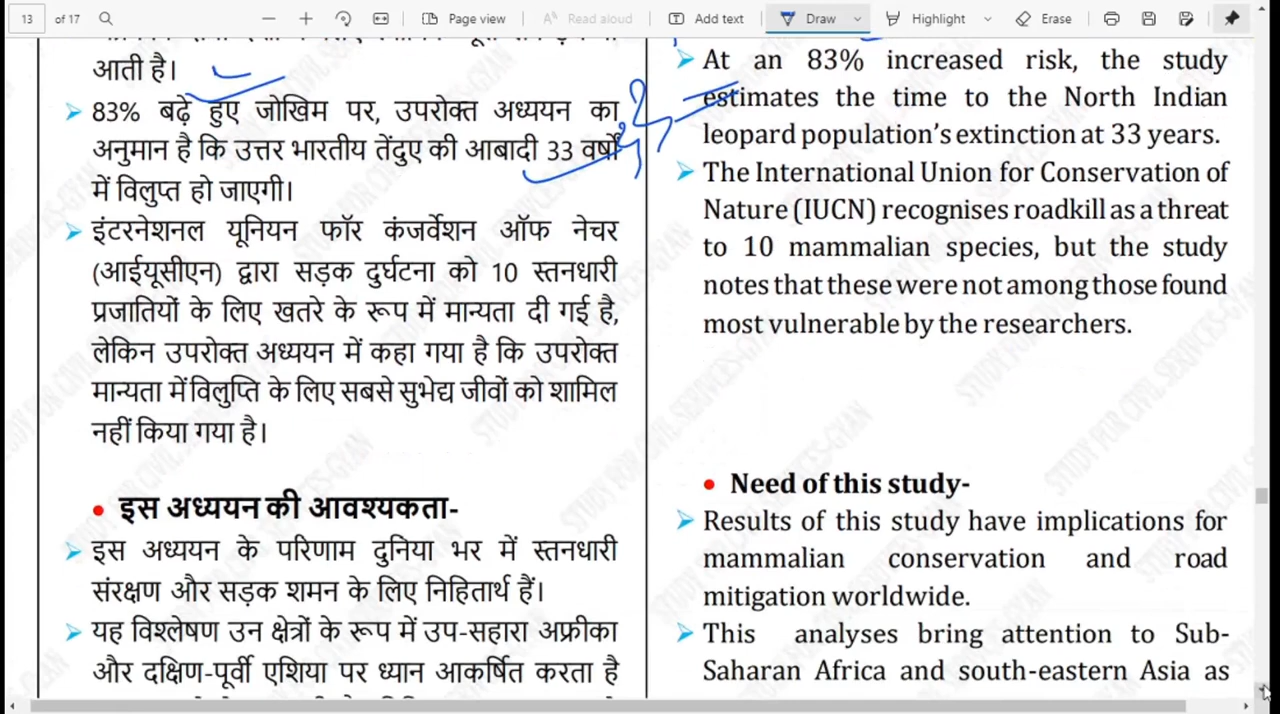 13 of 17 Page view Read aloud Add text Draw Highlight Erase
आती है।
83% बढ़े हुए जोखिम पर, उपरोक्त अध्ययन का
अनुमान है कि उत्तर भारतीय तेंदुए की आबादी 33 वर्षों
में विलुप्त हो जाएगी।
इंटरनेशनल यूनियन फॉर कंजर्वेशन ऑफ नेचर
(आईयूसीएन) द्वारा सड़क दुर्घटना को 10 स्तनधारी
प्रजातियों के लिए खतरे के रूप में मान्यता दी गई है,
लेकिन उपरोक्त अध्ययन में कहा गया है कि उपरोक्त
मान्यता में विलुप्ति के लिए सबसे सुभेद्य जीवों को शामिल
नहीं किया गया है।
इस अध्ययन की आवश्यकता-
इस अध्ययन के परिणाम दुनिया भर में स्तनधारी
संरक्षण और सड़क शमन के लिए निहितार्थ हैं।
यह विश्लेषण उन क्षेत्रों के रूप में उप-सहारा अफ्रीका
और दक्षिण-पूर्वी एशिया पर ध्यान आकर्षित करता है
At an 83% increased risk, the study
estimates the time to the North Indian
leopard population's extinction at 33 years.
The International Union for Conservation of
Nature (IUCN) recognises roadkill as a threat
to 10 mammalian species, but the study
notes that these were not among those found
most vulnerable by the researchers.
Need of this study-
Results of this study have implications for
mammalian conservation and road
mitigation worldwide.
This analyses bring attention to Sub-
Saharan Africa and south-eastern Asia as